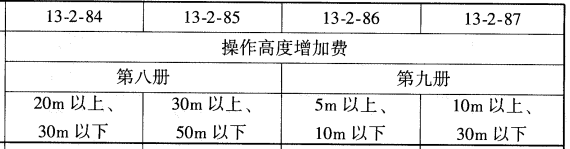 13-2-84 13-2-85 13-2-86 13-2-87
操作高度增加费
第八册 第九册
20m 以上、 30m 以上、 5m 以上、 10m 以上、
30m 以下 50m 以下 10m 以下 30m 以下